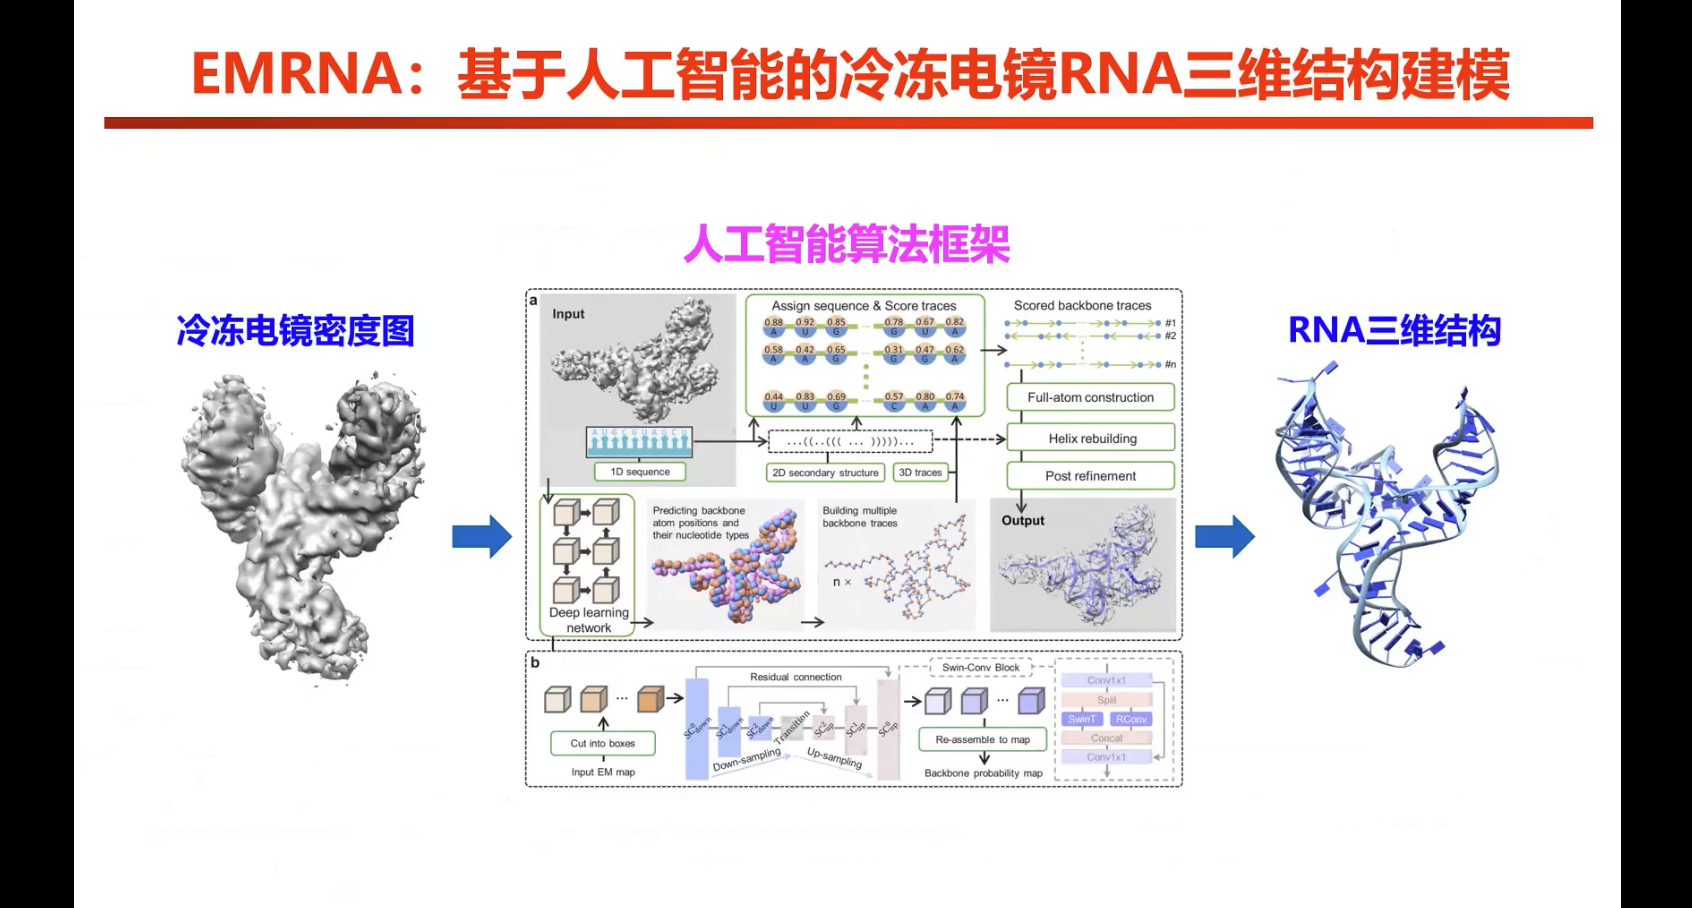 EMRNA：基于人工智能的冷冻电镜RNA三维结构建模
人工智能算法框架
冷冻电镜密度图
RNA三维结构
a
Input
Assign sequence & Score traces
0.88 0.92 0.85 ... 0.78 0.67 0.82
A U G G U A
0.58 0.42 0.65 ... 0.31 0.47 0.62
A A G G G A
0.44 0.83 0.69 ... 0.57 0.80 0.74
U U G C A A
Scored backbone traces
#1
#2
#n
Full-atom construction
Helix rebuilding
Post refinement
A U G C G U A G C U
1D sequence
...((..((( ... )))))...
2D secondary structure
3D traces
Deep learning
network
Predicting backbone
atom positions and
their nucleotide types
Building multiple
backbone traces
n ×
Output
b
Cut into boxes
Input EM map
Residual connection
SC⁰down
SC¹down
SC²down
Transition
SC²up
SC¹up
SC⁰up
Down-sampling
Up-sampling
Swin-Conv Block
Re-assemble to map
Backbone probability map
Conv1x1
Split
SwinT
RConv
Concat
Conv1x1